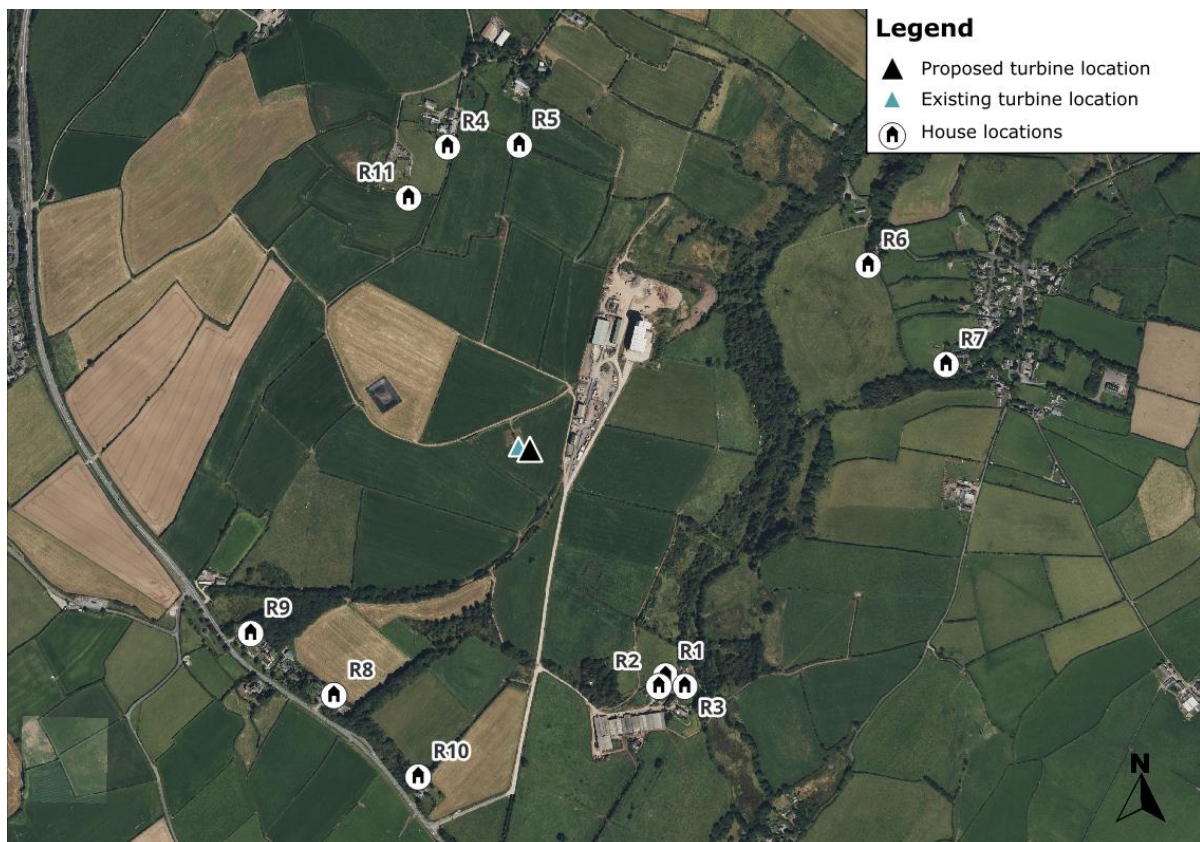 Legend
Proposed turbine location
Existing turbine location
House locations
R4
R5
R11
R6
R7
R9
R8
R2
R1
R3
R10
N